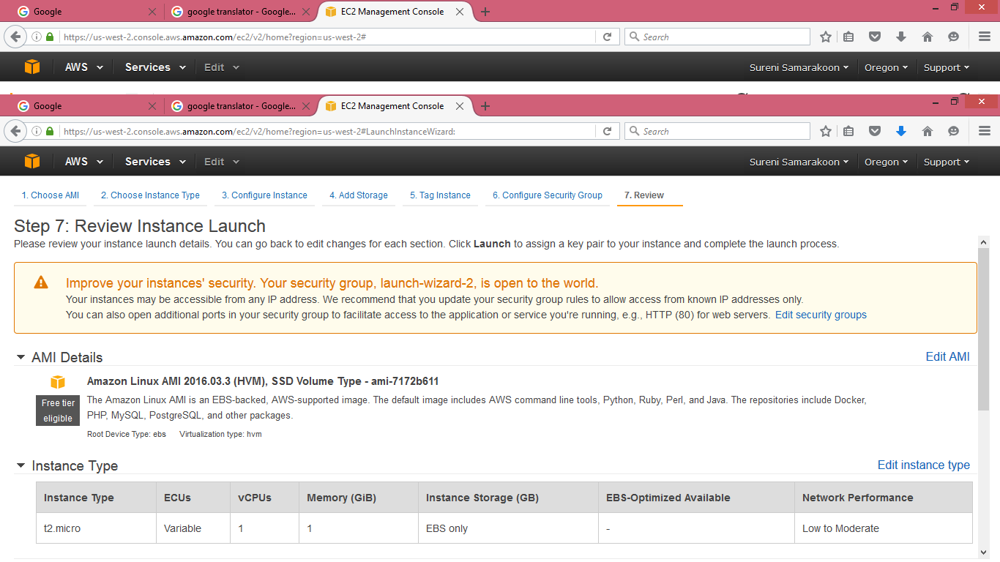 Google google translator - Google... EC2 Management Console
https://us-west-2.console.aws.amazon.com/ec2/v2/home?region=us-west-2# Search
AWS Services Edit Sureni Samarakoon Oregon Support
Google google translator - Google... EC2 Management Console
https://us-west-2.console.aws.amazon.com/ec2/v2/home?region=us-west-2#LaunchInstanceWizard: Search
AWS Services Edit Sureni Samarakoon Oregon Support
1. Choose AMI 2. Choose Instance Type 3. Configure Instance 4. Add Storage 5. Tag Instance 6. Configure Security Group 7. Review
Step 7: Review Instance Launch
Please review your instance launch details. You can go back to edit changes for each section. Click Launch to assign a key pair to your instance and complete the launch process.
Improve your instances' security. Your security group, launch-wizard-2, is open to the world.
Your instances may be accessible from any IP address. We recommend that you update your security group rules to allow access from known IP addresses only.
You can also open additional ports in your security group to facilitate access to the application or service you're running, e.g., HTTP (80) for web servers. Edit security groups
AMI Details Edit AMI
Amazon Linux AMI 2016.03.3 (HVM), SSD Volume Type - ami-7172b611
Free tier eligible
The Amazon Linux AMI is an EBS-backed, AWS-supported image. The default image includes AWS command line tools, Python, Ruby, Perl, and Java. The repositories include Docker,
PHP, MySQL, PostgreSQL, and other packages.
Root Device Type: ebs Virtualization type: hvm
Instance Type Edit instance type
Instance Type ECUs vCPUs Memory (GiB) Instance Storage (GB) EBS-Optimized Available Network Performance
t2.micro Variable 1 1 EBS only - Low to Moderate